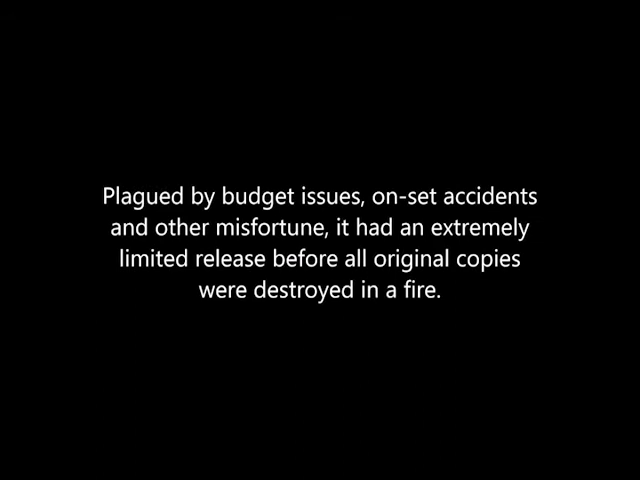 Plagued by budget issues, on-set accidents
and other misfortune, it had an extremely
limited release before all original copies
were destroyed in a fire.